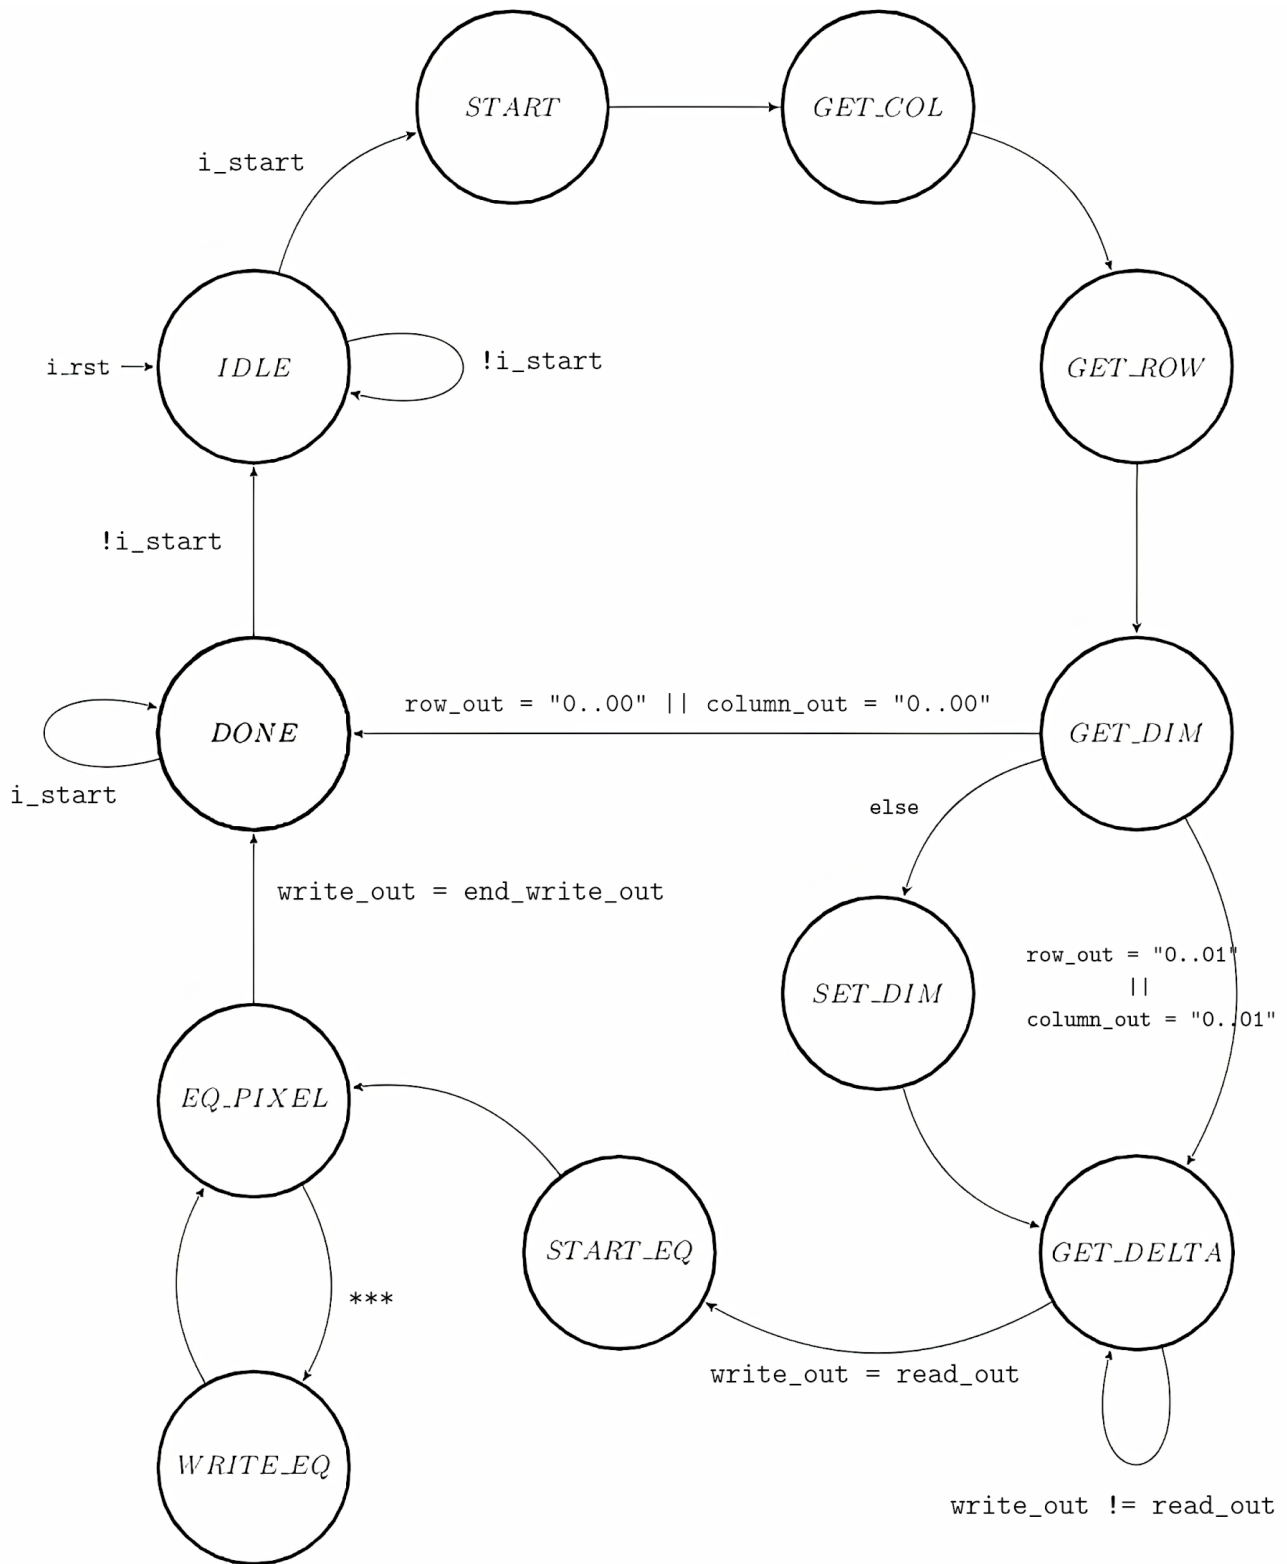 START
GET_COL
i_start
i_rst
IDLE
!i_start
GET_ROW
!i_start
row_out = "0..00" || column_out = "0..00"
DONE
GET_DIM
i_start
else
write_out = end_write_out
row_out = "0..01"
||
column_out = "0..01"
SET_DIM
EQ_PIXEL
START_EQ
GET_DELTA
***
write_out = read_out
WRITE_EQ
write_out != read_out